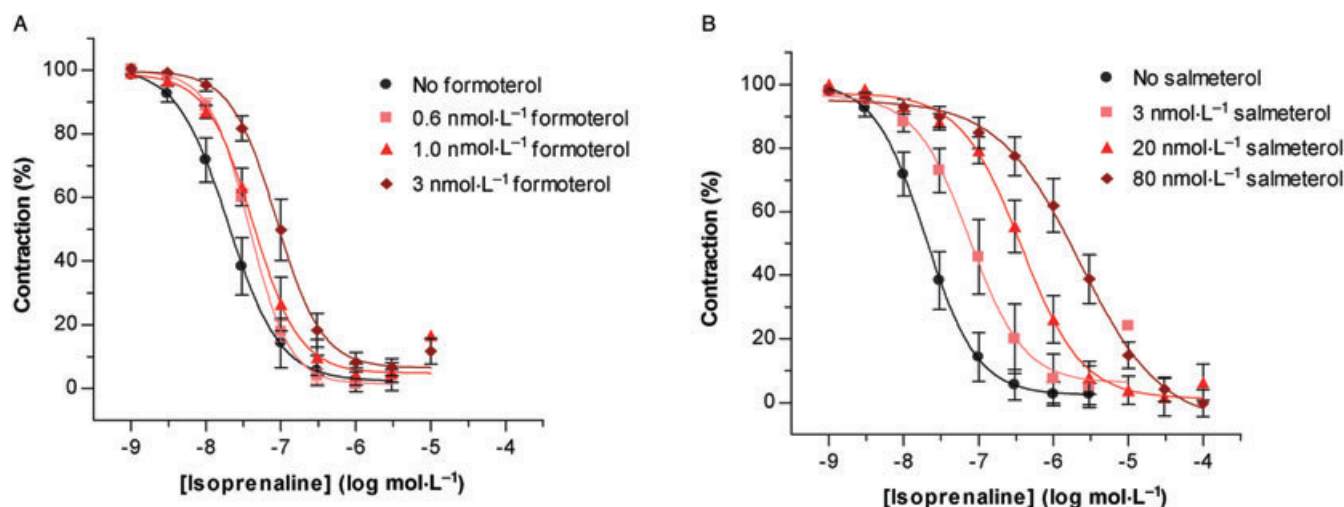 A
Contraction (%)
100
80
60
40
20
0
No formoterol
0.6 nmol·L⁻¹ formoterol
1.0 nmol·L⁻¹ formoterol
3 nmol·L⁻¹ formoterol
-9 -8 -7 -6 -5 -4
[Isoprenaline] (log mol·L⁻¹)
B
Contraction (%)
100
80
60
40
20
0
No salmeterol
3 nmol·L⁻¹ salmeterol
20 nmol·L⁻¹ salmeterol
80 nmol·L⁻¹ salmeterol
-9 -8 -7 -6 -5 -4
[Isoprenaline] (log mol·L⁻¹)